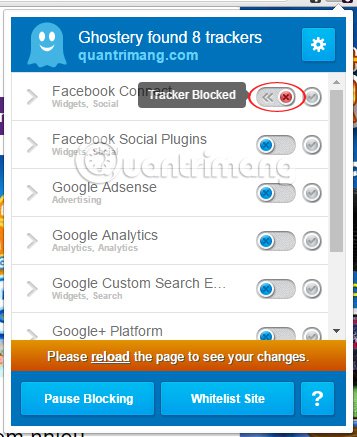 Ghostery found 8 trackers
quantrimang.com
Facebook Connect
Tracker Blocked
Widgets, Social
Facebook Social Plugins
Widgets, Social
Quantrimang
Google Adsense
Advertising
Google Analytics
Analytics, Analytics
Google Custom Search E...
Widgets, Search
Google+ Platform
Please reload the page to see your changes.
Pause Blocking
Whitelist Site
?